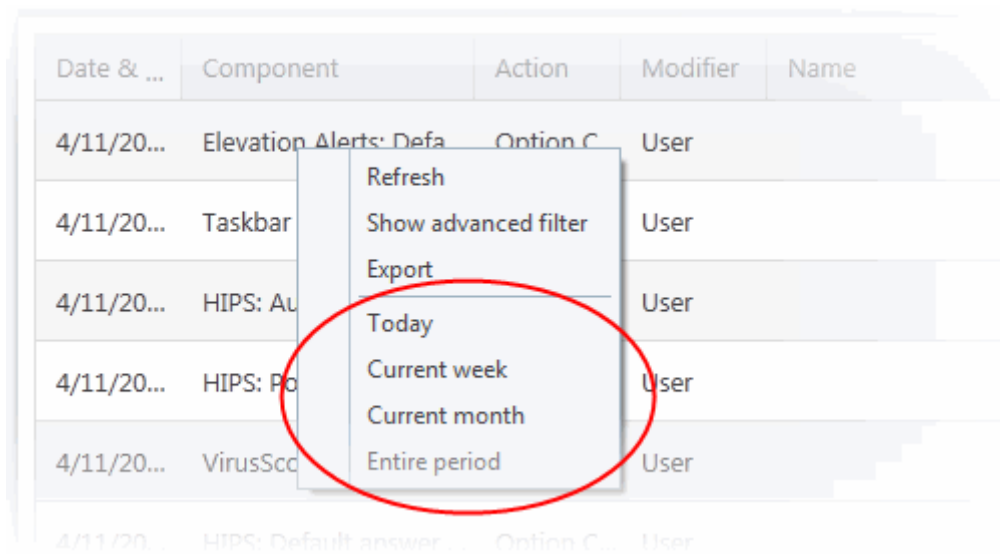 Date & ... Component Action Modifier Name
4/11/20... Elevation Alerts: Defa Option C User
Refresh
4/11/20... Taskbar Show advanced filter User
Export
4/11/20... HIPS: Au User
Today
Current week
4/11/20... HIPS: Po User
Current month
4/11/20... VirusSco Entire period User
4/11/20... HIPS: Default answer ... Option C... User